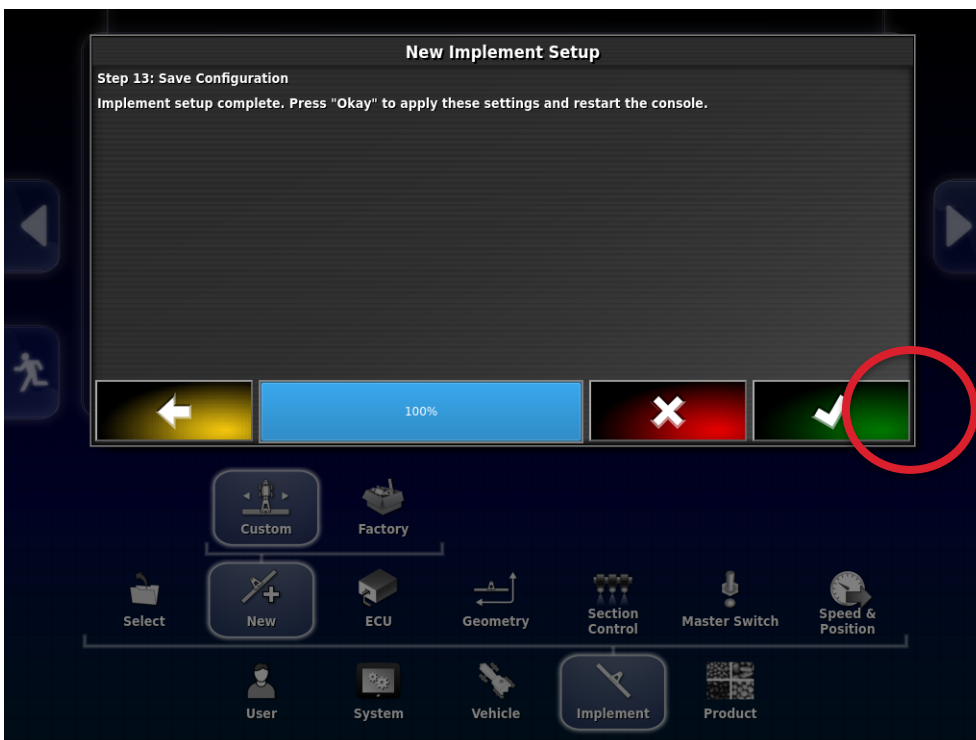 New Implement Setup
Step 13: Save Configuration
Implement setup complete. Press "Okay" to apply these settings and restart the console.
100%
Custom
Factory
Select
New
ECU
Geometry
Section
Control
Master Switch
Speed &
Position
User
System
Vehicle
Implement
Product